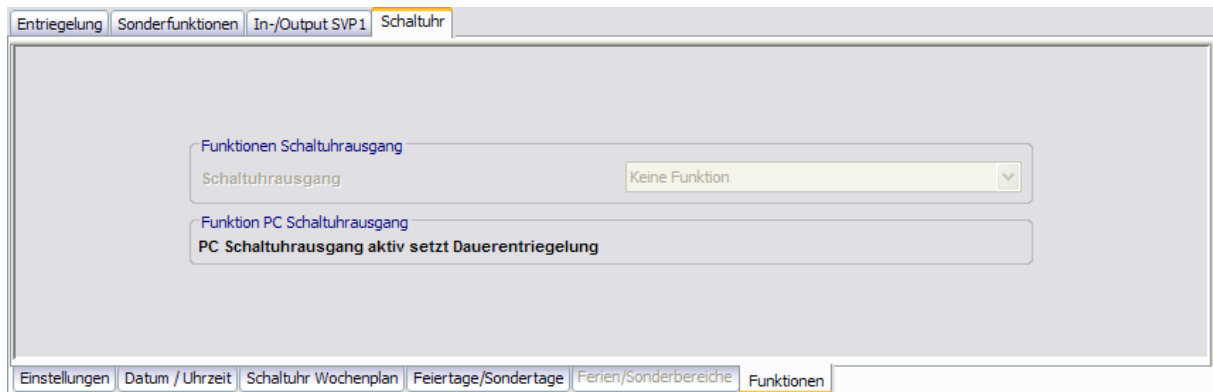 Entriegelung Sonderfunktionen In-/Output SVP1 Schaltuhr
Funktionen Schaltuhrausgang
Schaltuhrausgang Keine Funktion
Funktion PC Schaltuhrausgang
PC Schaltuhrausgang aktiv setzt Dauerentriegelung
Einstellungen Datum / Uhrzeit Schaltuhr Wochenplan Feiertage/Sondertage Ferien/Sonderbereiche Funktionen